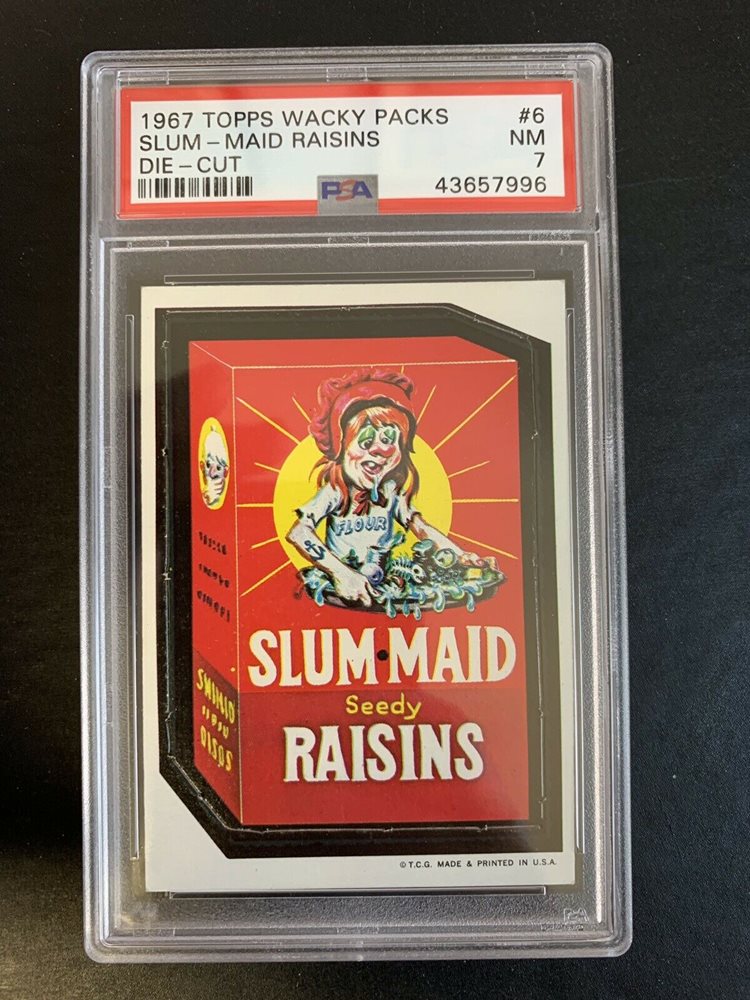 1967 TOPPS WACKY PACKS #6
SLUM-MAID RAISINS NM
DIE-CUT 7
PSA 43657996
FLOUR
SLUM·MAID
Seedy
RAISINS
© T.C.G. MADE & PRINTED IN U.S.A.